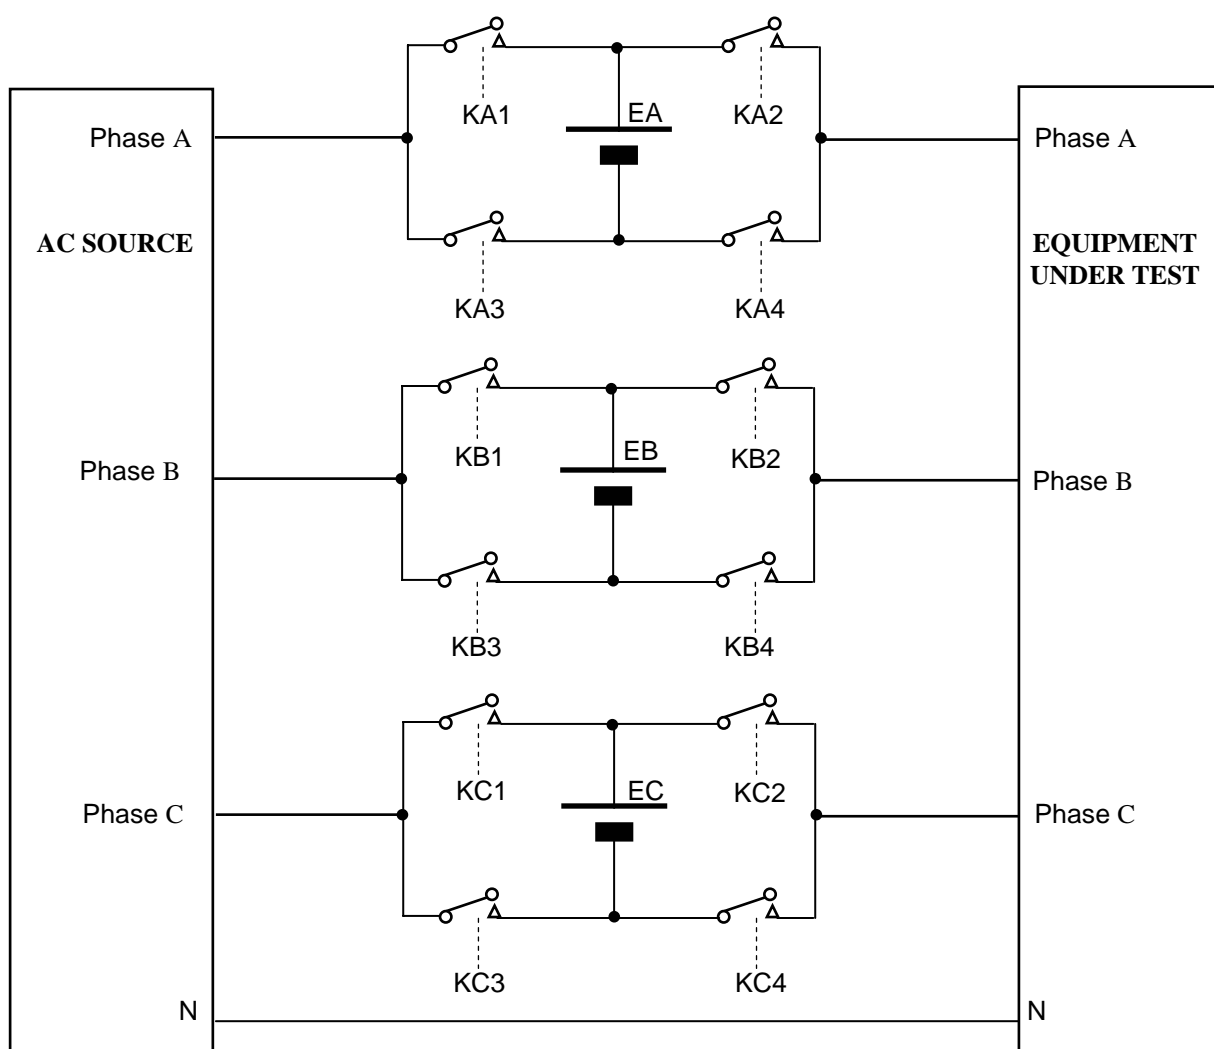 KA1
EA
KA2
Phase A
Phase A
AC SOURCE
EQUIPMENT
UNDER TEST
KA3
KA4
KB1
EB
KB2
Phase B
Phase B
KB3
KB4
KC1
EC
KC2
Phase C
Phase C
KC3
KC4
N
N